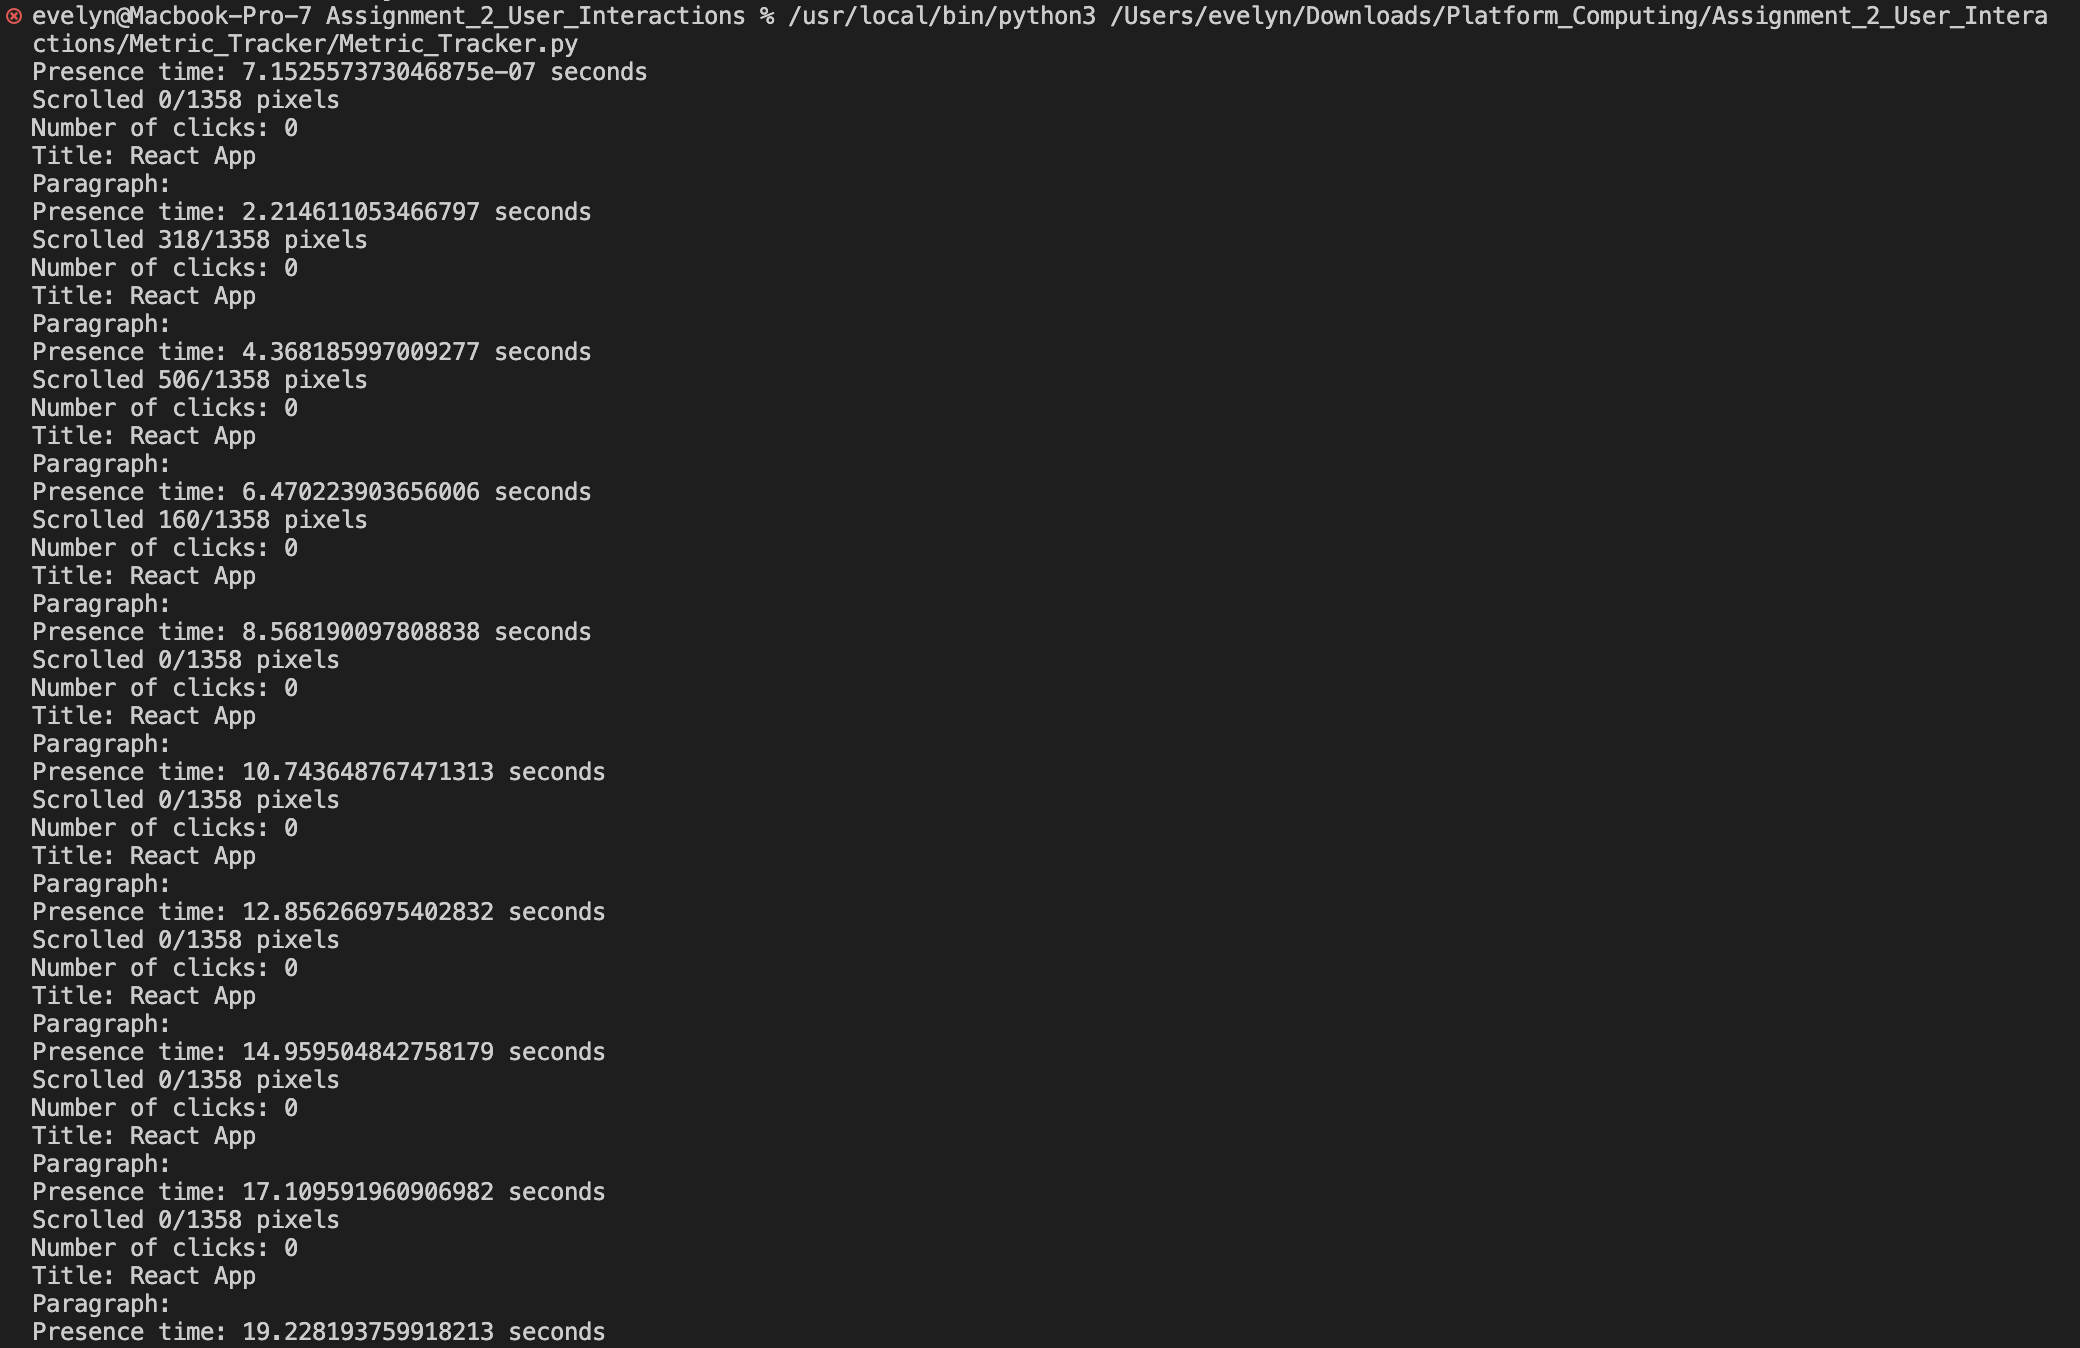 evelyn@Macbook-Pro-7 Assignment_2_User_Interactions % /usr/local/bin/python3 /Users/evelyn/Downloads/Platform_Computing/Assignment_2_User_Intera
ctions/Metric_Tracker/Metric_Tracker.py
Presence time: 7.152557373046875e-07 seconds
Scrolled 0/1358 pixels
Number of clicks: 0
Title: React App
Paragraph:
Presence time: 2.214611053466797 seconds
Scrolled 318/1358 pixels
Number of clicks: 0
Title: React App
Paragraph:
Presence time: 4.368185997009277 seconds
Scrolled 506/1358 pixels
Number of clicks: 0
Title: React App
Paragraph:
Presence time: 6.470223903656006 seconds
Scrolled 160/1358 pixels
Number of clicks: 0
Title: React App
Paragraph:
Presence time: 8.568190097808838 seconds
Scrolled 0/1358 pixels
Number of clicks: 0
Title: React App
Paragraph:
Presence time: 10.743648767471313 seconds
Scrolled 0/1358 pixels
Number of clicks: 0
Title: React App
Paragraph:
Presence time: 12.856266975402832 seconds
Scrolled 0/1358 pixels
Number of clicks: 0
Title: React App
Paragraph:
Presence time: 14.959504842758179 seconds
Scrolled 0/1358 pixels
Number of clicks: 0
Title: React App
Paragraph:
Presence time: 17.109591960906982 seconds
Scrolled 0/1358 pixels
Number of clicks: 0
Title: React App
Paragraph:
Presence time: 19.228193759918213 seconds